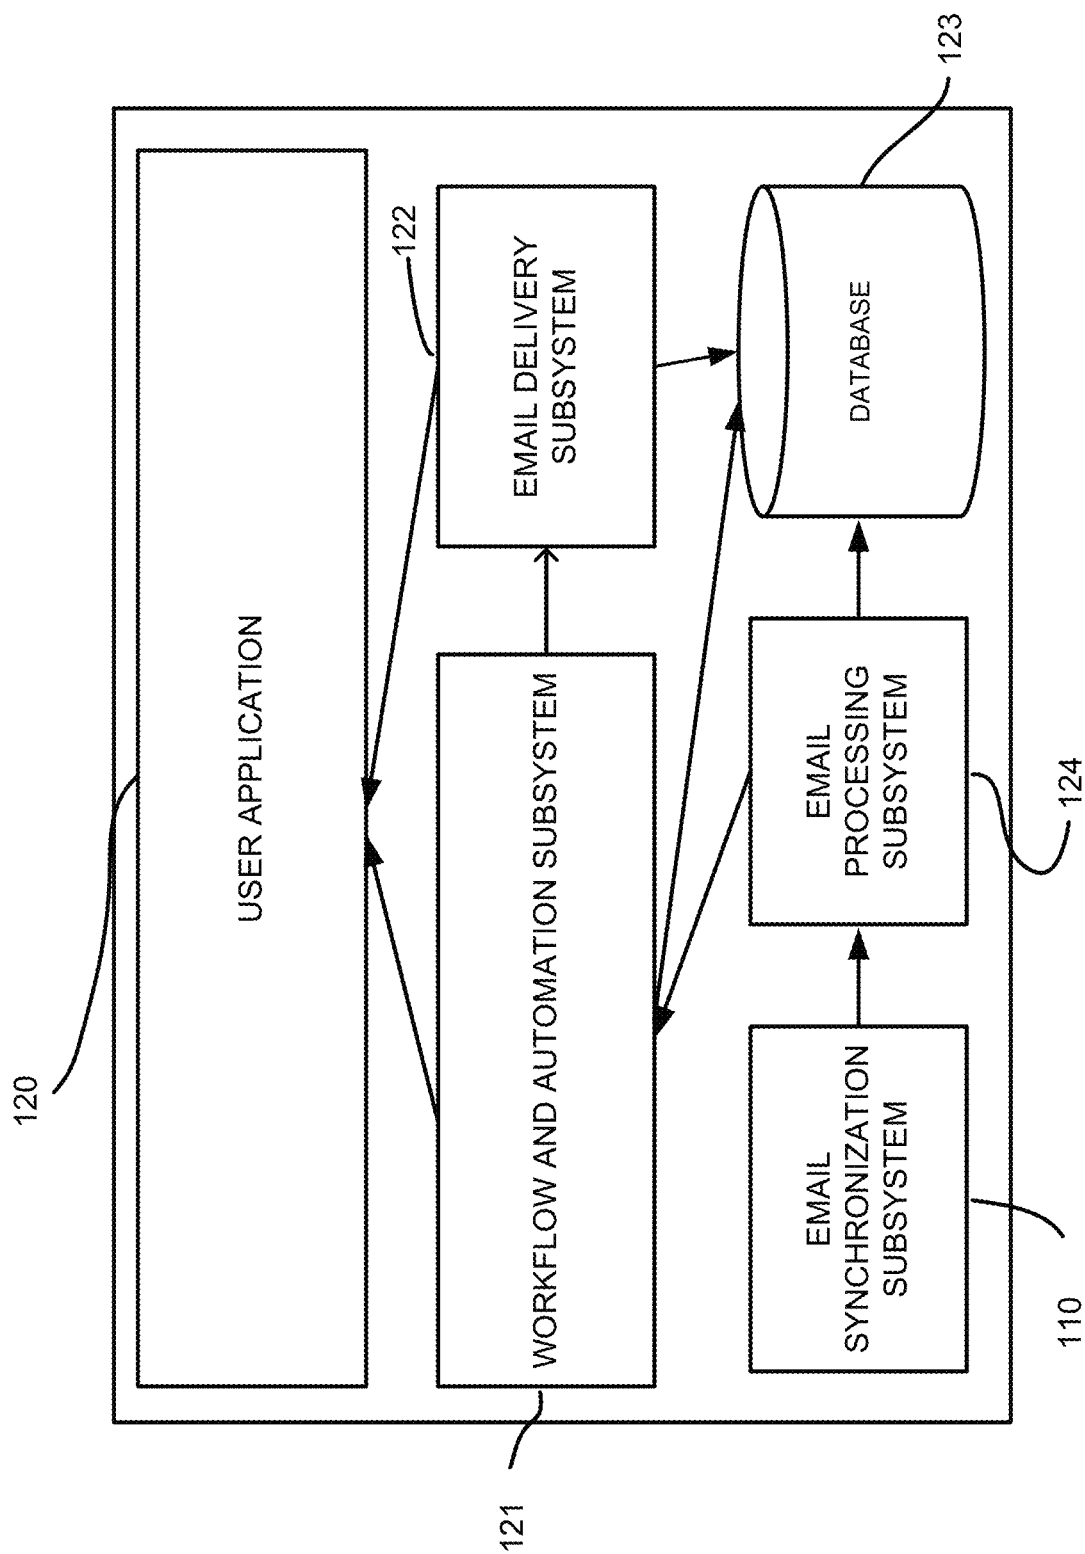 120
USER APPLICATION
122
121
WORKFLOW AND AUTOMATION SUBSYSTEM
EMAIL DELIVERY
SUBSYSTEM
EMAIL
SYNCHRONIZATION
SUBSYSTEM
EMAIL
PROCESSING
SUBSYSTEM
DATABASE
123
110
124